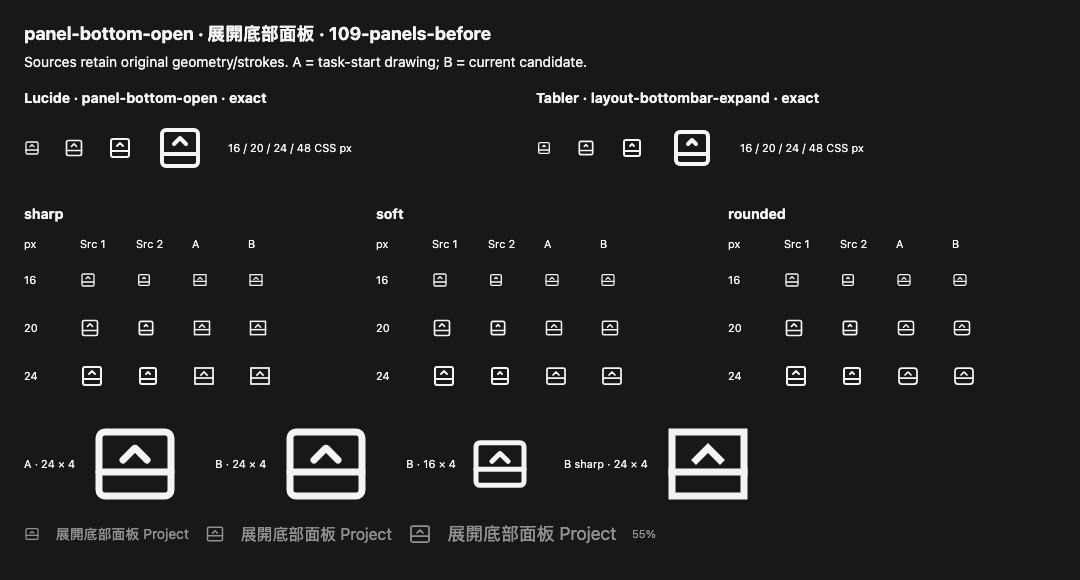 panel-bottom-open · 展開底部面板 · 109-panels-before
Sources retain original geometry/strokes. A = task-start drawing; B = current candidate.
Lucide · panel-bottom-open · exact
16 / 20 / 24 / 48 CSS px
Tabler · layout-bottombar-expand · exact
16 / 20 / 24 / 48 CSS px
sharp
px Src 1 Src 2 A B
16
20
24
soft
px Src 1 Src 2 A B
16
20
24
rounded
px Src 1 Src 2 A B
16
20
24
A · 24 × 4
B · 24 × 4
B · 16 × 4
B sharp · 24 × 4
展開底部面板 Project
展開底部面板 Project
展開底部面板 Project
55%